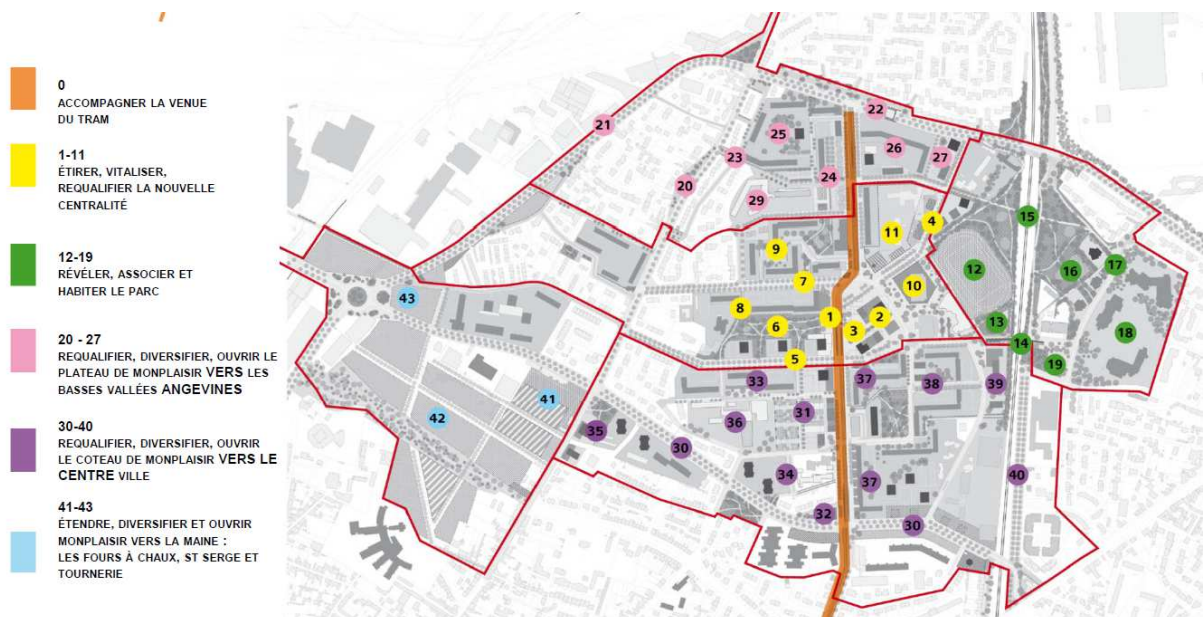 0
ACCOMPAGNER LA VENUE
DU TRAM
1-11
ÉTIRER, VITALISER,
REQUALIFIER LA NOUVELLE
CENTRALITÉ
12-19
RÉVÉLER, ASSOCIER ET
HABITER LE PARC
20 - 27
REQUALIFIER, DIVERSIFIER, OUVRIR LE
PLATEAU DE MONPLAISIR VERS LES
BASSES VALLÉES ANGEVINES
30-40
REQUALIFIER, DIVERSIFIER, OUVRIR
LE COTEAU DE MONPLAISIR VERS LE
CENTRE VILLE
41-43
ÉTENDRE, DIVERSIFIER ET OUVRIR
MONPLAISIR VERS LA MAINE :
LES FOURS À CHAUX, ST SERGE ET
TOURNERIE
22
21
25
26
27
23
24
20
29
15
4
11
9
12
16
17
7
10
43
8
1
2
6
3
13
18
14
5
19
33
37
38
39
41
31
42
36
35
30
34
37
40
32
30